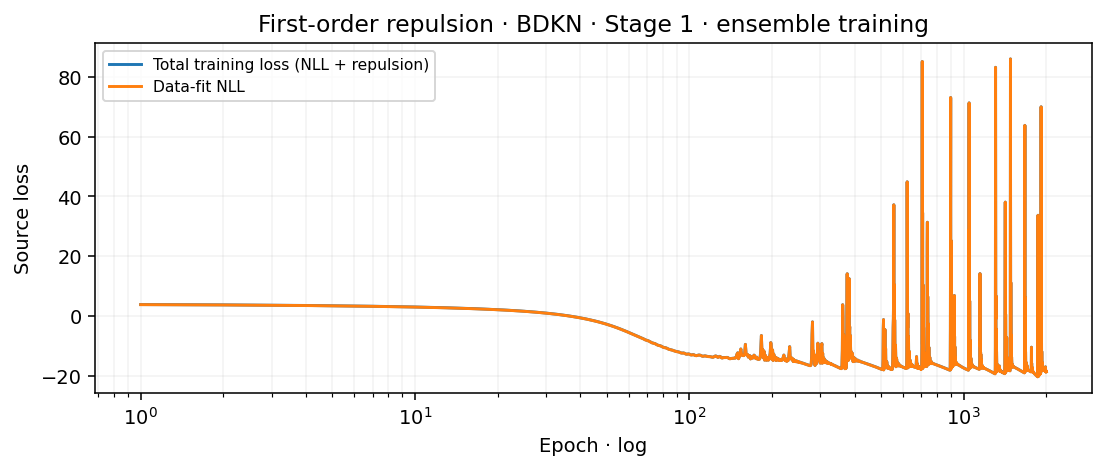 First-order repulsion · BDKN · Stage 1 · ensemble training
Total training loss (NLL + repulsion)
Data-fit NLL
Source loss
80
60
40
20
0
−20
10⁰
10¹
10²
10³
Epoch · log